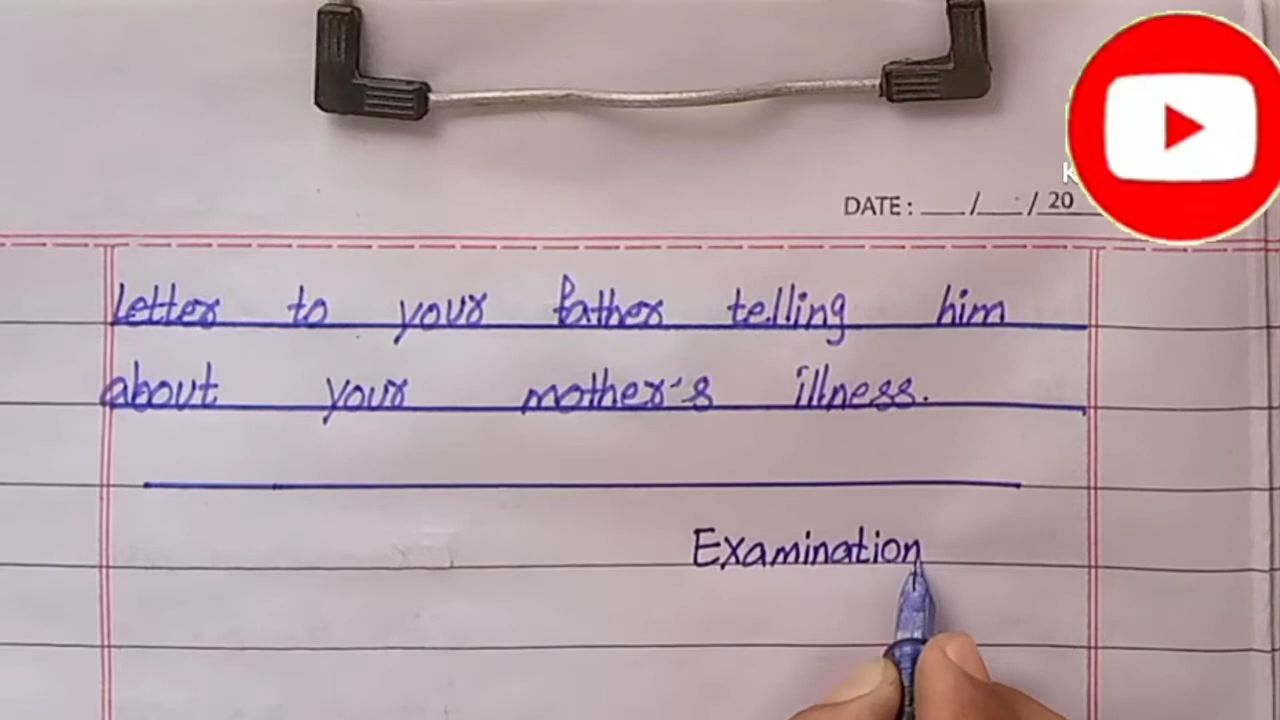 DATE : ___/___/ 20
Letter to your father telling him
about your mother's illness.
Examination